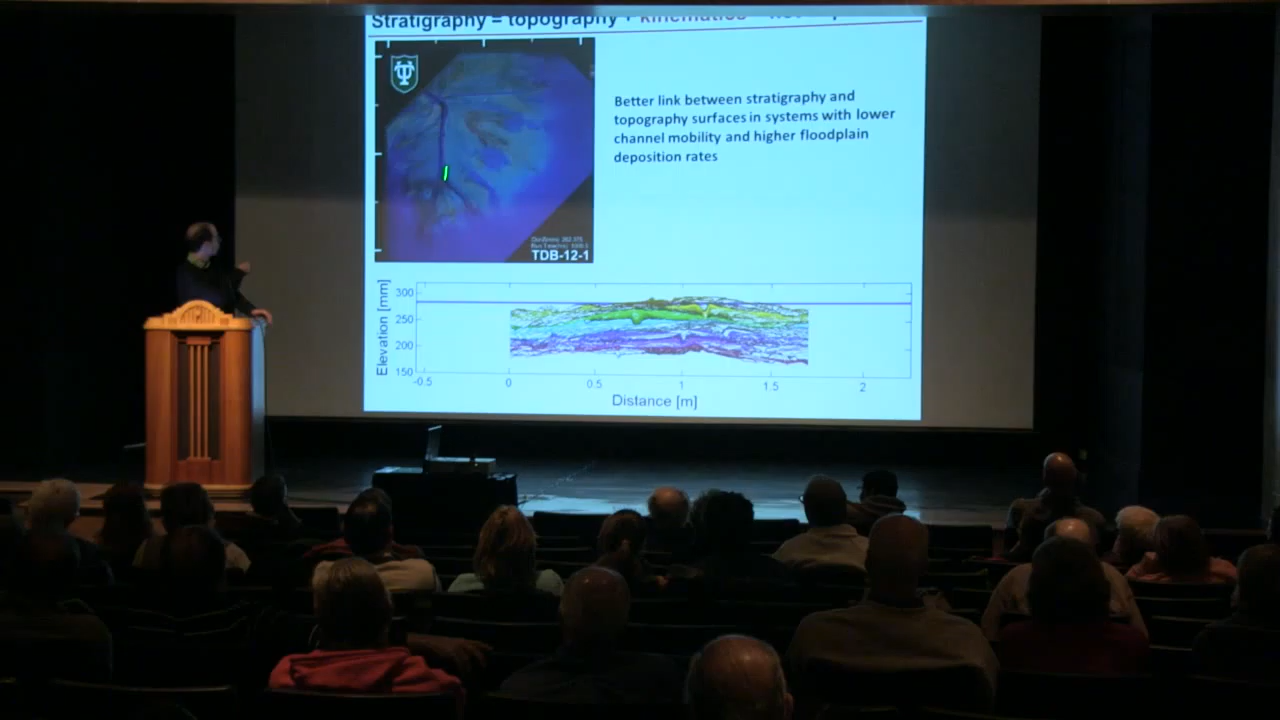 Stratigraphy = topography + kinematics
Better link between stratigraphy and
topography surfaces in systems with lower
channel mobility and higher floodplain
deposition rates
TDB-12-1
Elevation [mm]
300
250
200
150
-0.5
0
0.5
1
1.5
2
Distance [m]